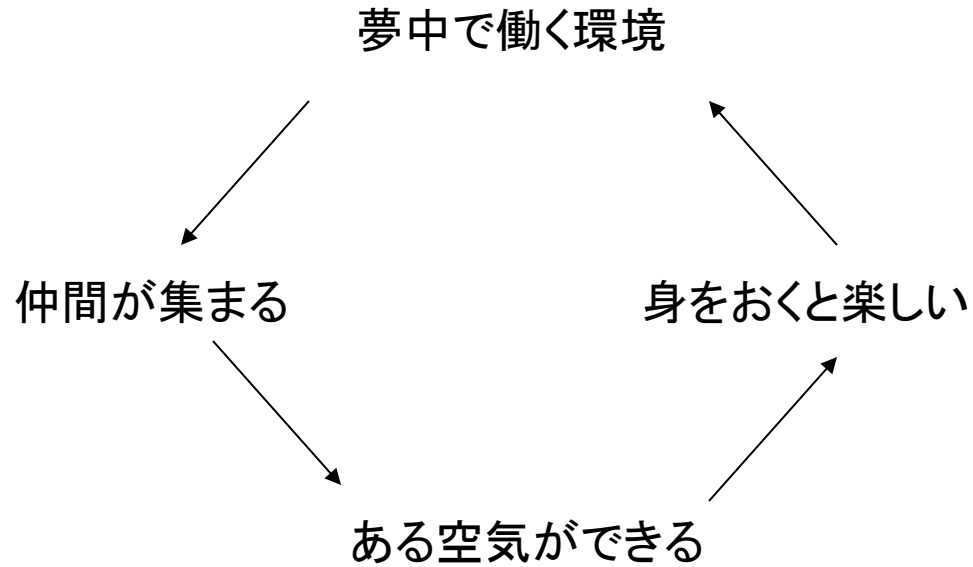 夢中で働く環境
仲間が集まる
身をおくと楽しい
ある空気ができる